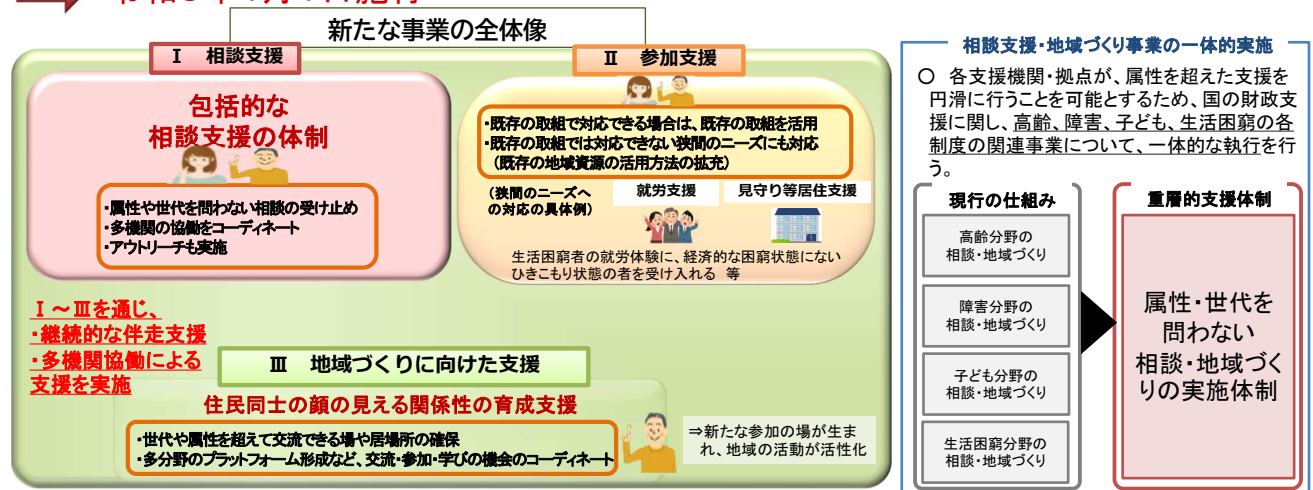 新たな事業の全体像
Ⅰ 相談支援
包括的な
相談支援の体制
・属性や世代を問わない相談の受け止め
・多機関の協働をコーディネート
・アウトリーチも実施
Ⅱ 参加支援
・既存の取組で対応できる場合は、既存の取組を活用
・既存の取組では対応できない狭間のニーズにも対応
(既存の地域資源の活用方法の拡充)
(狭間のニーズへ
の対応の具体例)
就労支援
見守り等居住支援
生活困窮者の就労体験に、経済的な困窮状態にない
ひきこもり状態の者を受け入れる 等
Ⅰ~Ⅲを通じ、
・継続的な伴走支援
・多機関協働による
支援を実施
Ⅲ 地域づくりに向けた支援
住民同士の顔の見える関係性の育成支援
・世代や属性を超えて交流できる場や居場所の確保
・多分野のプラットフォーム形成など、交流・参加・学びの機会のコーディネート
⇒新たな参加の場が生ま
れ、地域の活動が活性化
相談支援・地域づくり事業の一体的実施
○ 各支援機関・拠点が、属性を超えた支援を
円滑に行うことを可能とするため、国の財政支
援に関し、高齢、障害、子ども、生活困窮の各
制度の関連事業について、一体的な執行を行
う。
現行の仕組み
高齢分野の
相談・地域づくり
障害分野の
相談・地域づくり
子ども分野の
相談・地域づくり
生活困窮分野の
相談・地域づくり
重層的支援体制
属性・世代を
問わない
相談・地域づく
りの実施体制